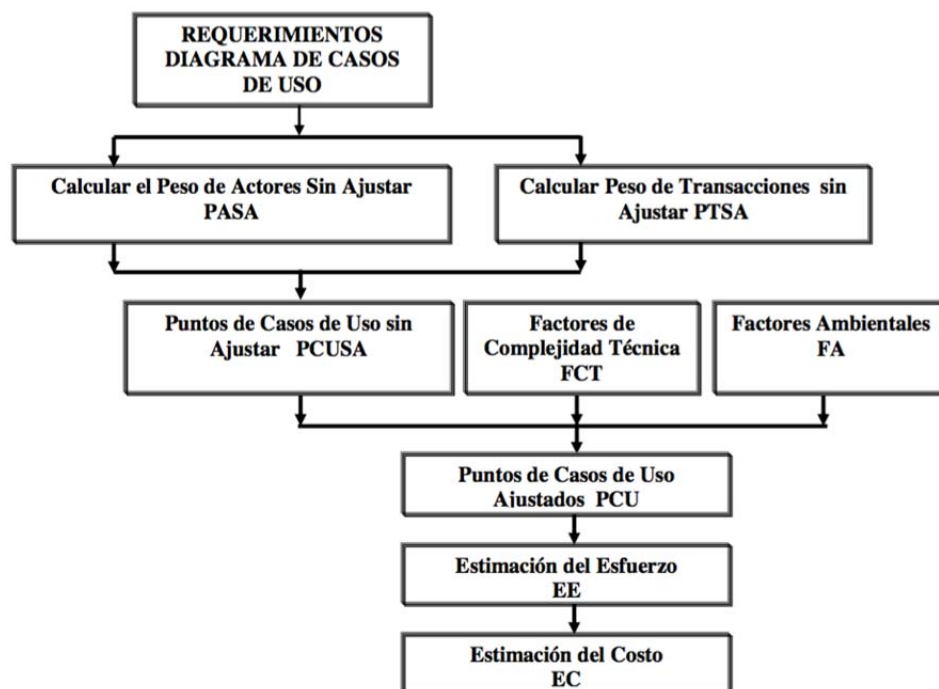 REQUERIMIENTOS
DIAGRAMA DE CASOS
DE USO
Calcular el Peso de Actores Sin Ajustar
PASA
Calcular Peso de Transacciones sin
Ajustar PTSA
Puntos de Casos de Uso sin
Ajustar PCUSA
Factores de
Complejidad Técnica
FCT
Factores Ambientales
FA
Puntos de Casos de Uso
Ajustados PCU
Estimación del Esfuerzo
EE
Estimación del Costo
EC